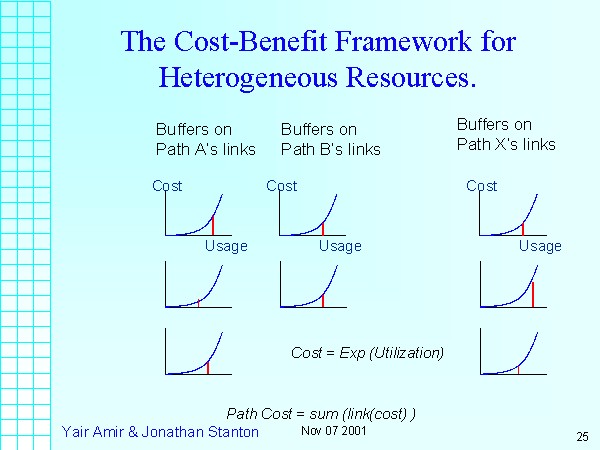 The Cost-Benefit Framework for
Heterogeneous Resources.
Buffers on
Path A's links
Buffers on
Path B's links
Buffers on
Path X's links
Cost
Cost
Cost
Usage
Usage
Usage
Cost = Exp (Utilization)
Path Cost = sum (link(cost) )
Yair Amir & Jonathan Stanton
Nov 07 2001
25